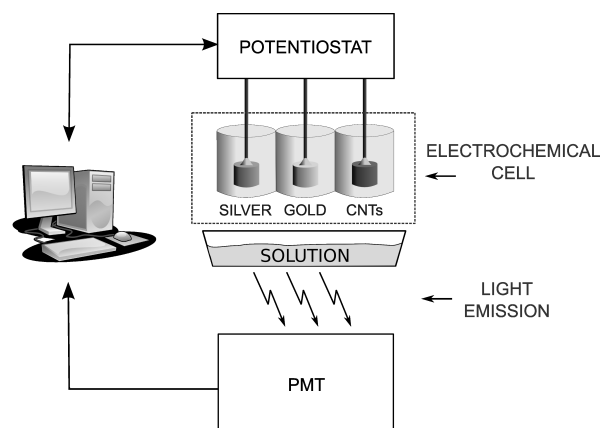 POTENTIOSTAT
ELECTROCHEMICAL
CELL
SILVER GOLD CNTs
SOLUTION
LIGHT
EMISSION
PMT